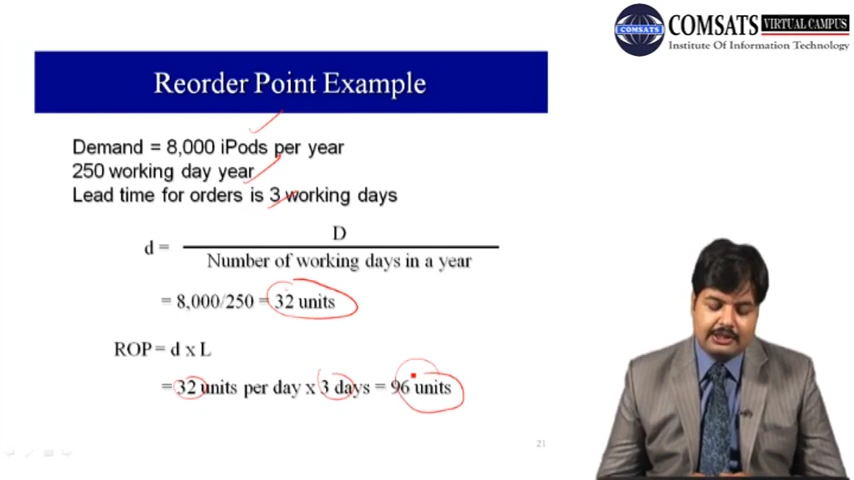 COMSATS VIRTUAL CAMPUS
Institute Of Information Technology
COMSATS
Reorder Point Example
Demand = 8,000 iPods per year
250 working day year
Lead time for orders is 3 working days
d = D
Number of working days in a year
= 8,000/250 = 32 units
ROP = d x L
= 32 units per day x 3 days = 96 units
21